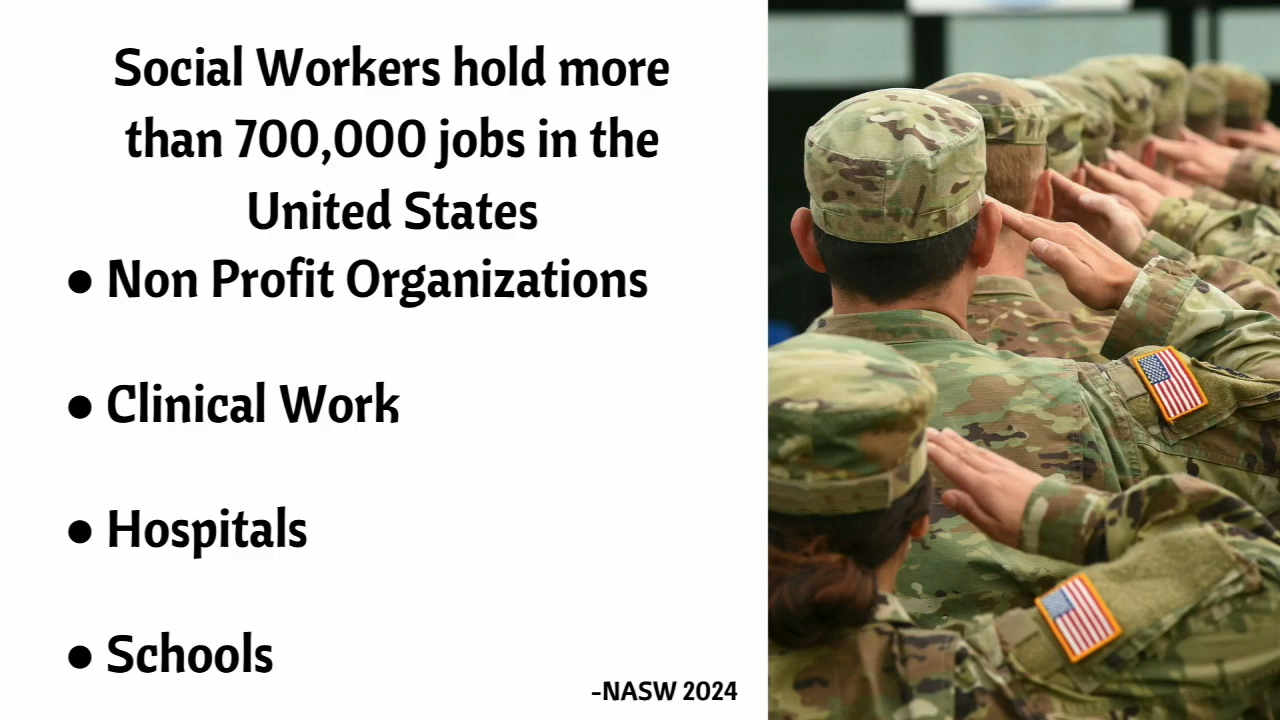 Social Workers hold more
than 700,000 jobs in the
United States
● Non Profit Organizations
● Clinical Work
● Hospitals
● Schools
-NASW 2024